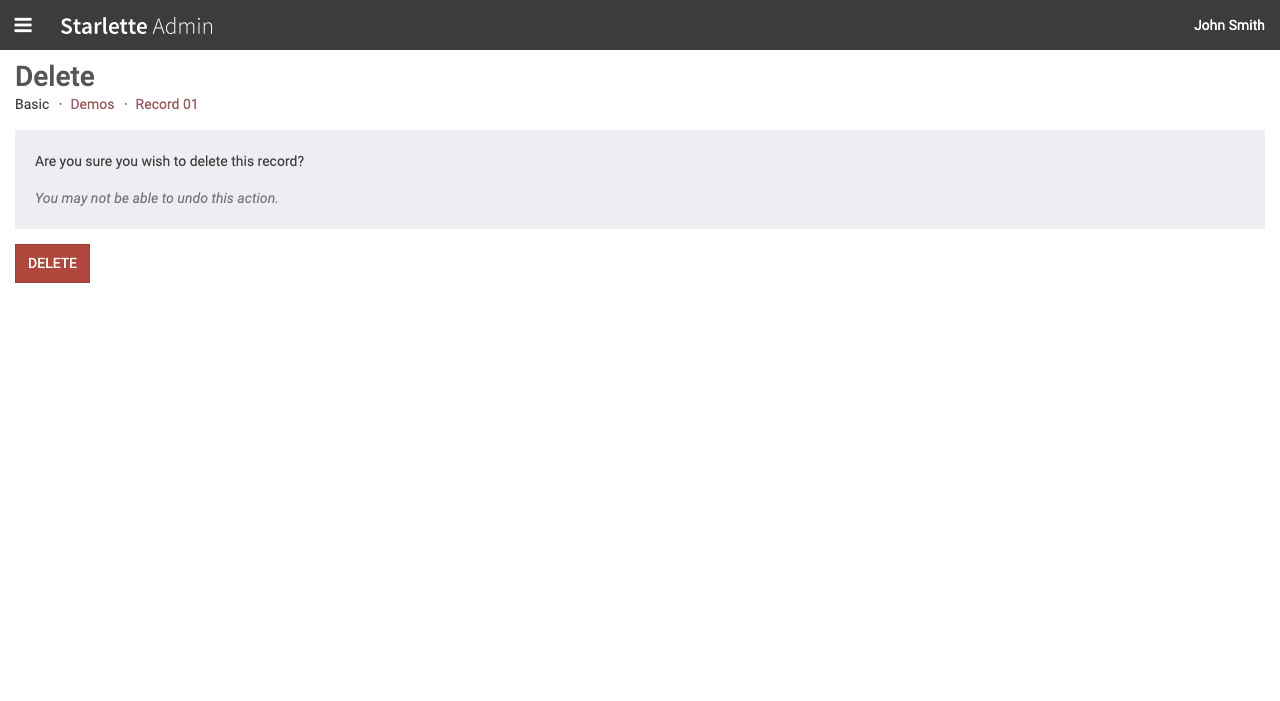 Starlette Admin
John Smith
Delete
Basic · Demos · Record 01
Are you sure you wish to delete this record?
You may not be able to undo this action.
DELETE